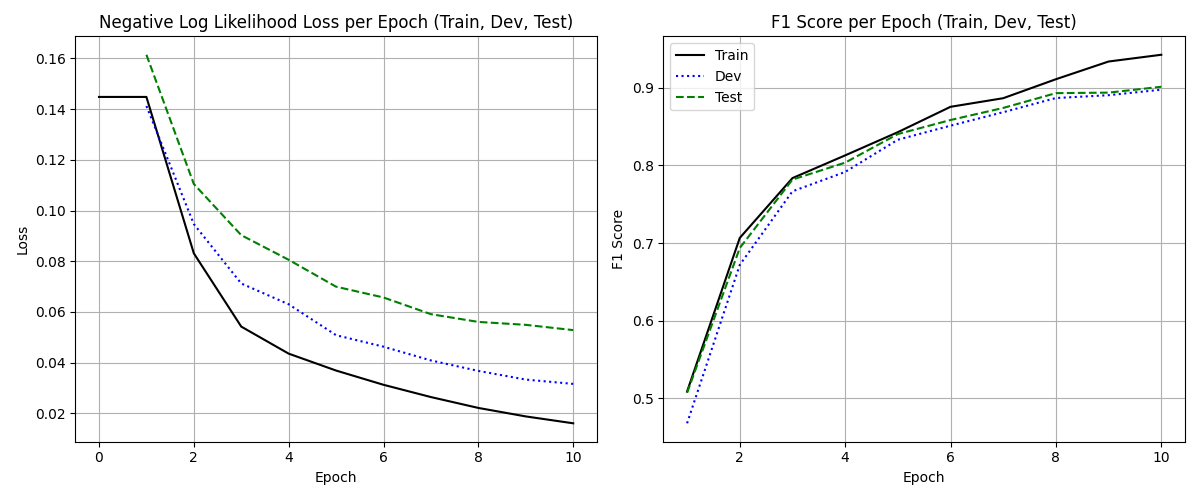 Negative Log Likelihood Loss per Epoch (Train, Dev, Test)
0.16
0.14
0.12
0.10
0.08
0.06
0.04
0.02
Loss
0 2 4 6 8 10
Epoch
F1 Score per Epoch (Train, Dev, Test)
Train
Dev
Test
0.9
0.8
0.7
0.6
0.5
F1 Score
2 4 6 8 10
Epoch